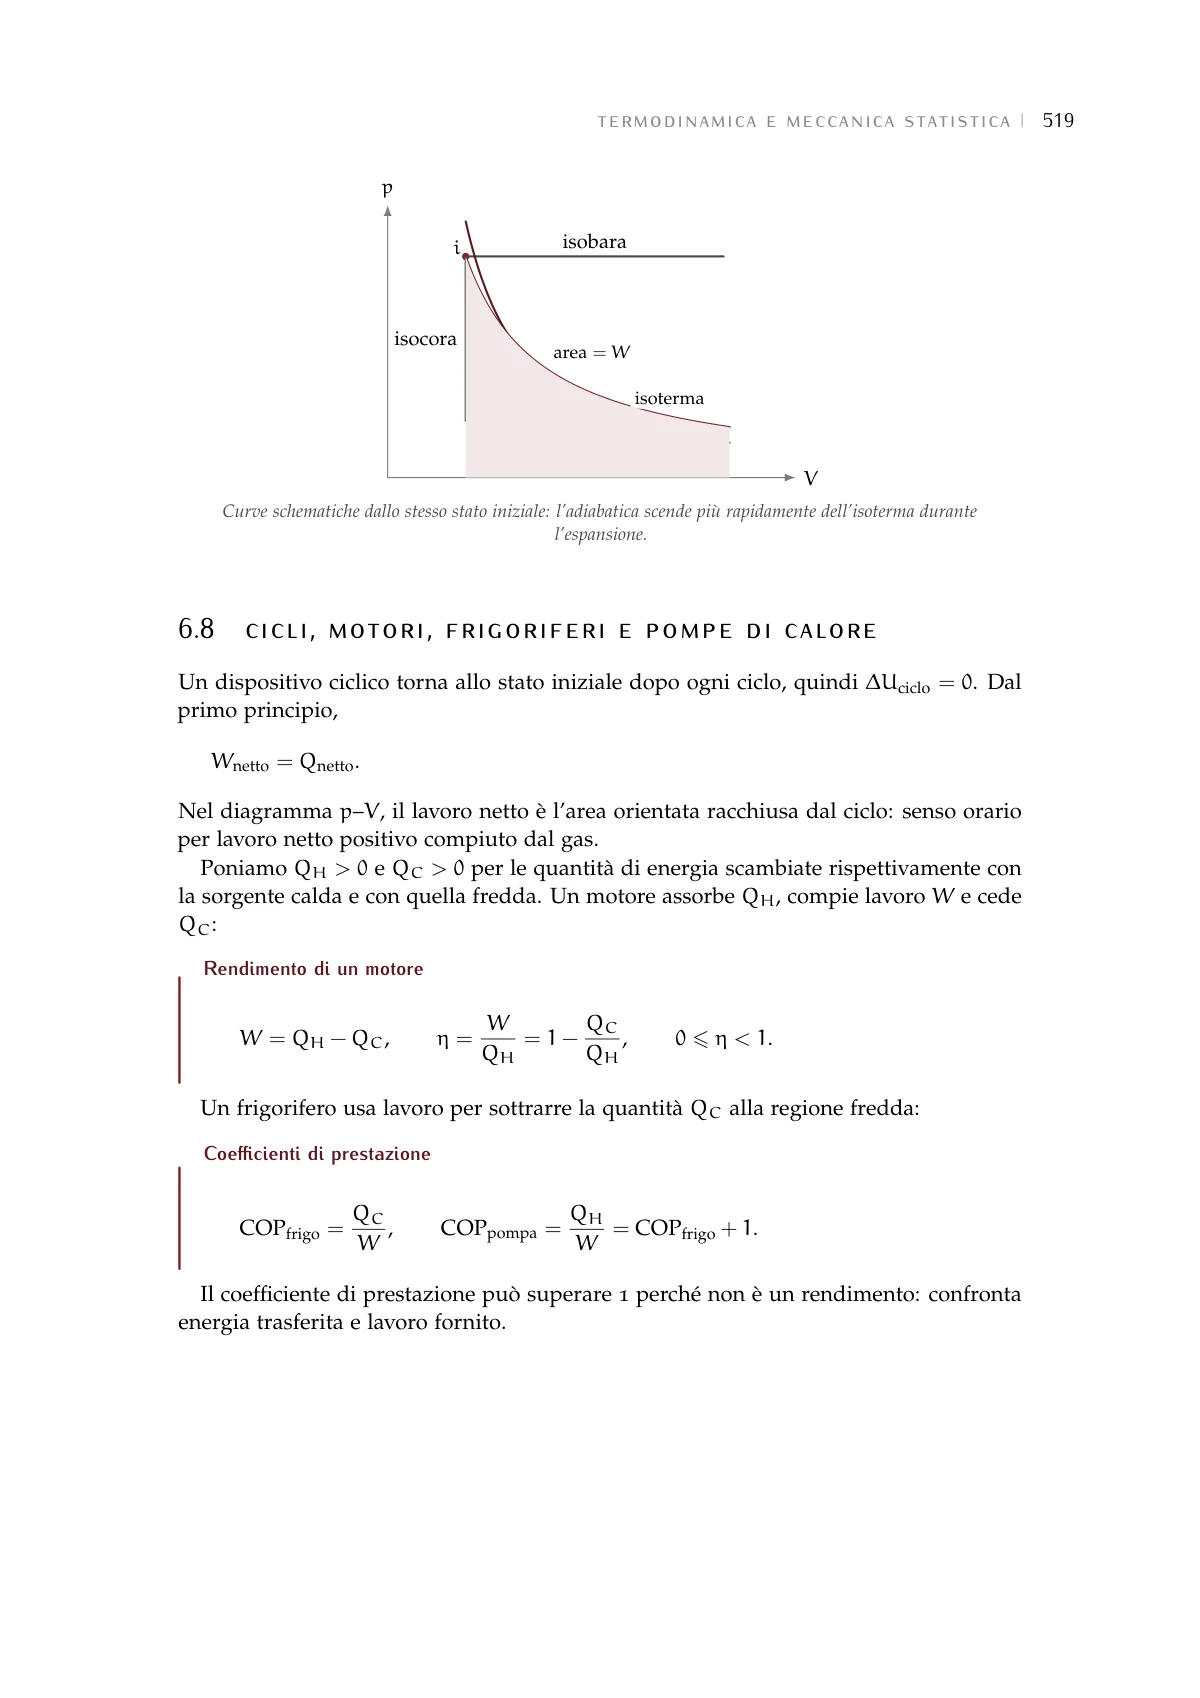 TERMODINAMICA E MECCANICA STATISTICA | 519
p
i
isobara
isocora
area = W
isoterma
V
Curve schematiche dallo stesso stato iniziale: l'adiabatica scende più rapidamente dell'isoterma durante
l'espansione.
6.8 CICLI, MOTORI, FRIGORIFERI E POMPE DI CALORE
Un dispositivo ciclico torna allo stato iniziale dopo ogni ciclo, quindi ΔU_ciclo = 0. Dal
primo principio,
W_netto = Q_netto.
Nel diagramma p–V, il lavoro netto è l'area orientata racchiusa dal ciclo: senso orario
per lavoro netto positivo compiuto dal gas.
Poniamo Q_H > 0 e Q_C > 0 per le quantità di energia scambiate rispettivamente con
la sorgente calda e con quella fredda. Un motore assorbe Q_H, compie lavoro W e cede
Q_C:
Rendimento di un motore
W = Q_H − Q_C, η = W/Q_H = 1 − Q_C/Q_H, 0 ⩽ η < 1.
Un frigorifero usa lavoro per sottrarre la quantità Q_C alla regione fredda:
Coefficienti di prestazione
COP_frigo = Q_C/W, COP_pompa = Q_H/W = COP_frigo + 1.
Il coefficiente di prestazione può superare 1 perché non è un rendimento: confronta
energia trasferita e lavoro fornito.